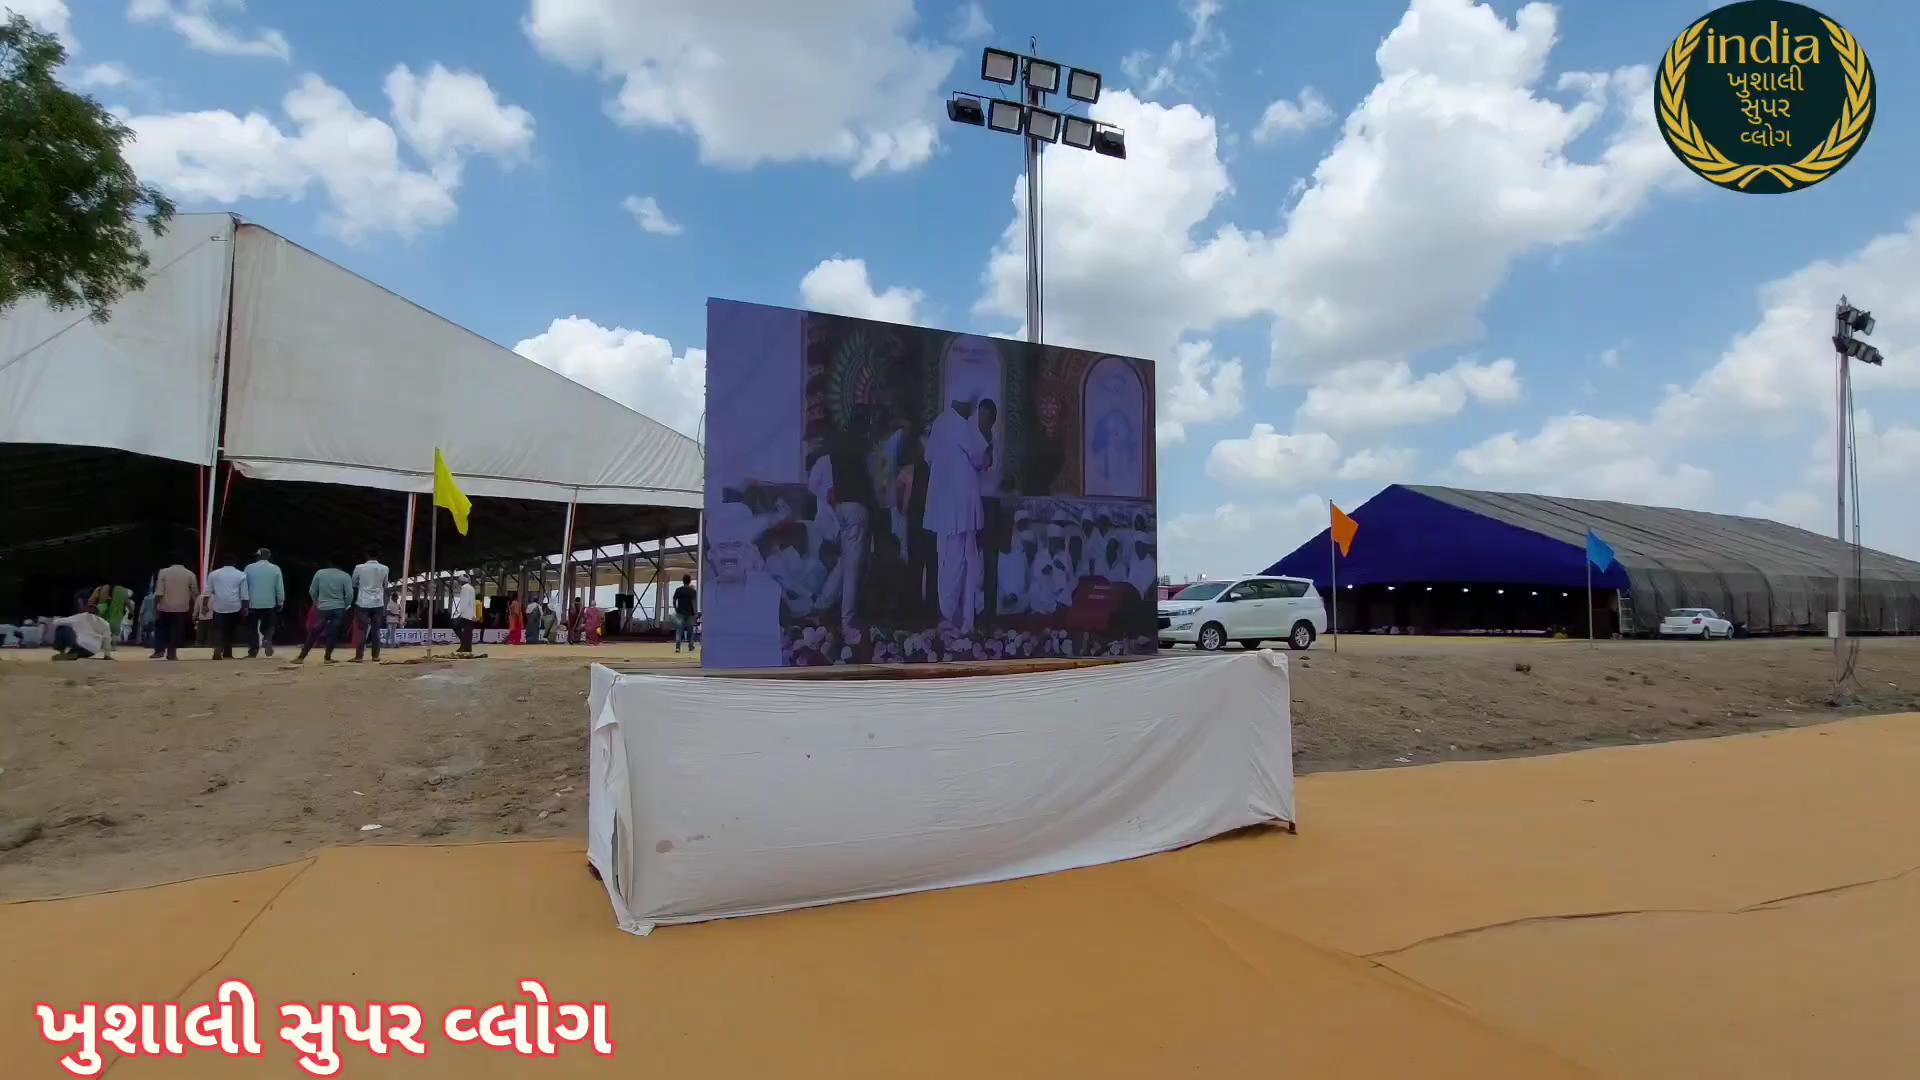 india
ખુશાલી
સુપર
વ્લોગ
ખુશાલી સુપર વ્લોગ